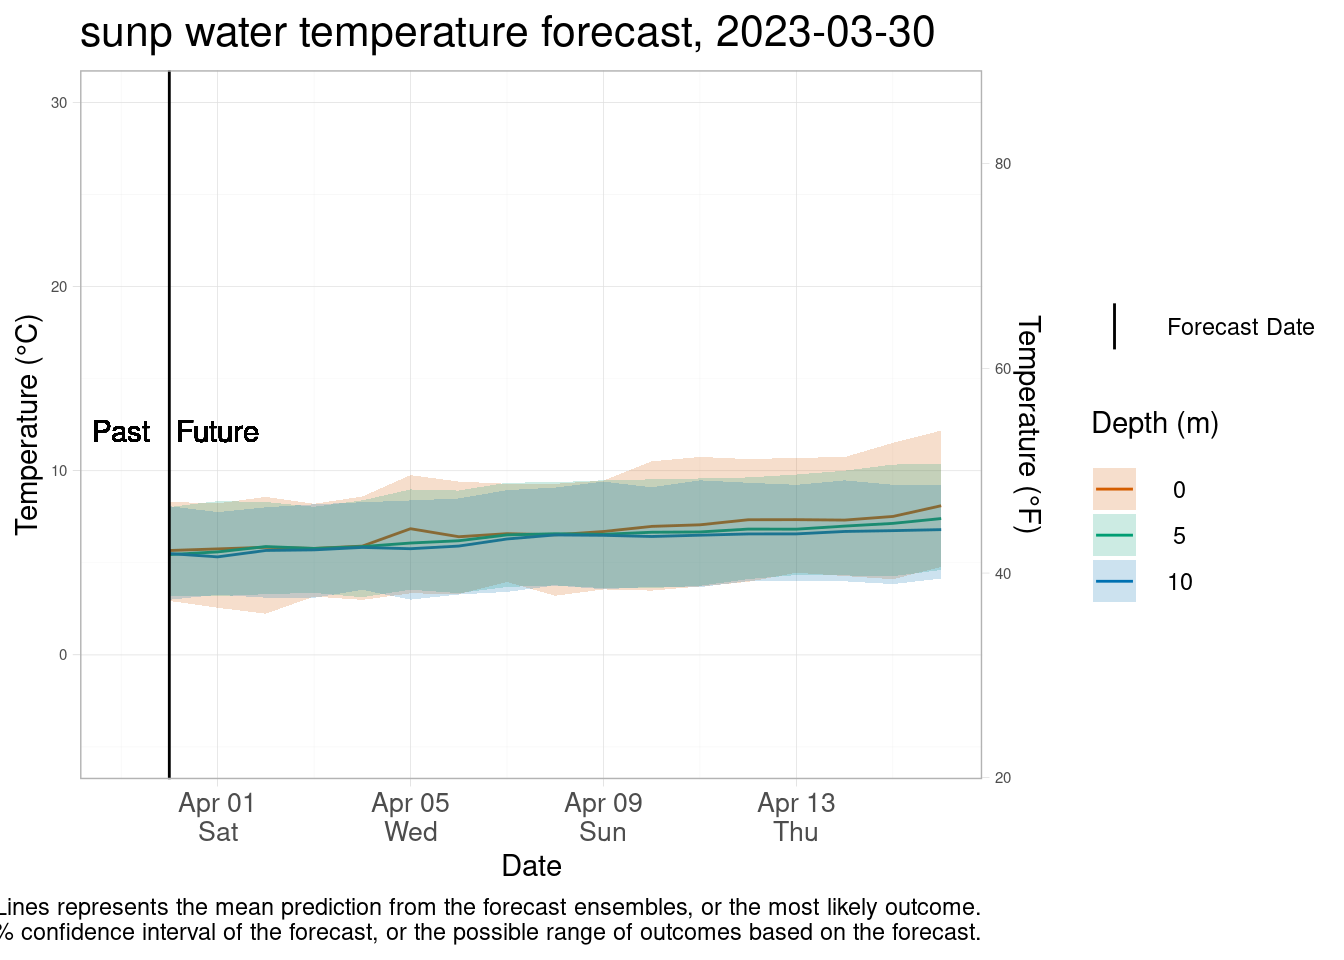 sunp water temperature forecast, 2023-03-30
30
20
10
0
Temperature (°C)
Past
Future
80
60
40
20
Temperature (°F)
Apr 01
Sat
Apr 05
Wed
Apr 09
Sun
Apr 13
Thu
Date
Forecast Date
Depth (m)
0
5
10
Lines represents the mean prediction from the forecast ensembles, or the most likely outcome.
% confidence interval of the forecast, or the possible range of outcomes based on the forecast.